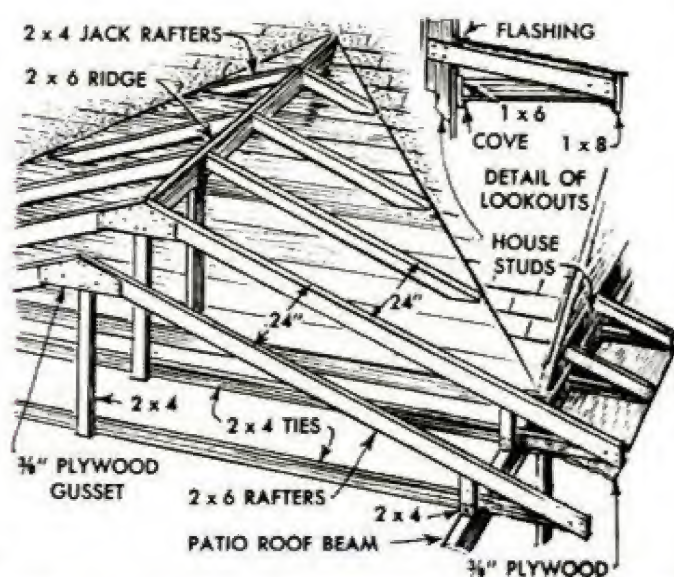 2 x 4 JACK RAFTERS
2 x 6 RIDGE
FLASHING
1 x 6
COVE
1 x 8
DETAIL OF
LOOKOUTS
HOUSE
STUDS
24"
24"
2 x 4
2 x 4 TIES
⅜" PLYWOOD
GUSSET
2 x 6 RAFTERS
2 x 4
PATIO ROOF BEAM
⅜" PLYWOOD